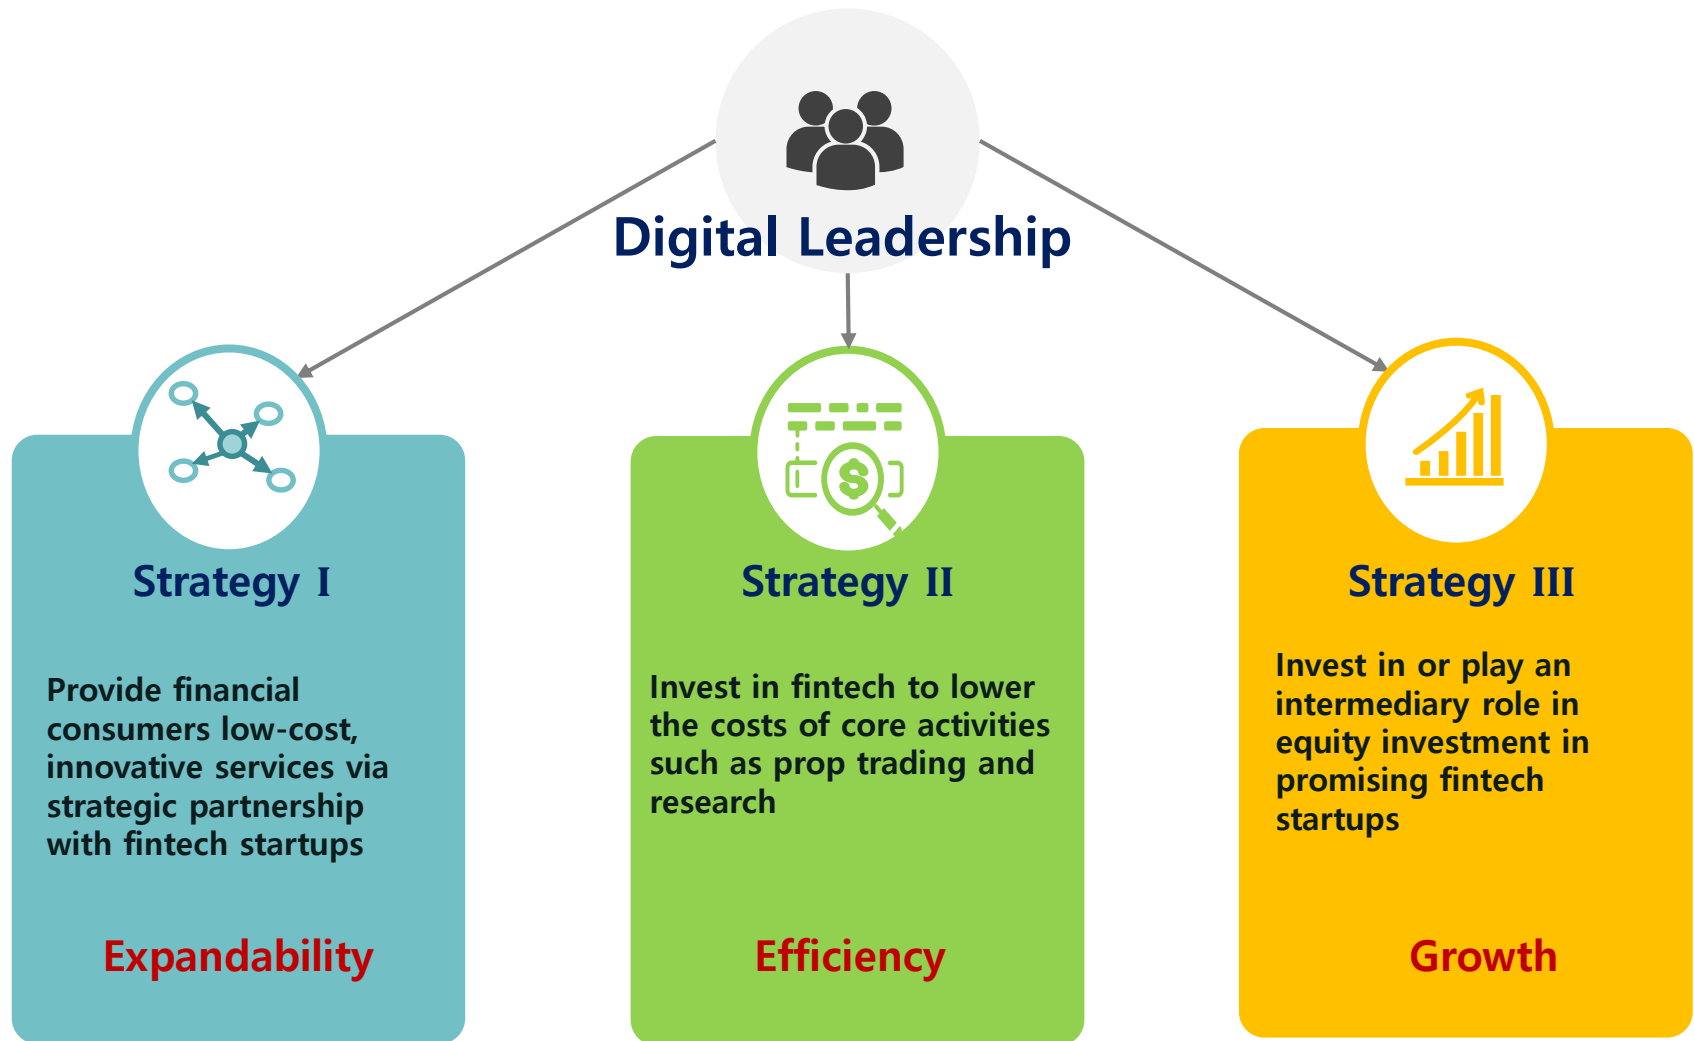 Digital Leadership
Strategy I
Provide financial
consumers low-cost,
innovative services via
strategic partnership
with fintech startups
Expandability
Strategy II
Invest in fintech to lower
the costs of core activities
such as prop trading and
research
Efficiency
Strategy III
Invest in or play an
intermediary role in
equity investment in
promising fintech
startups
Growth